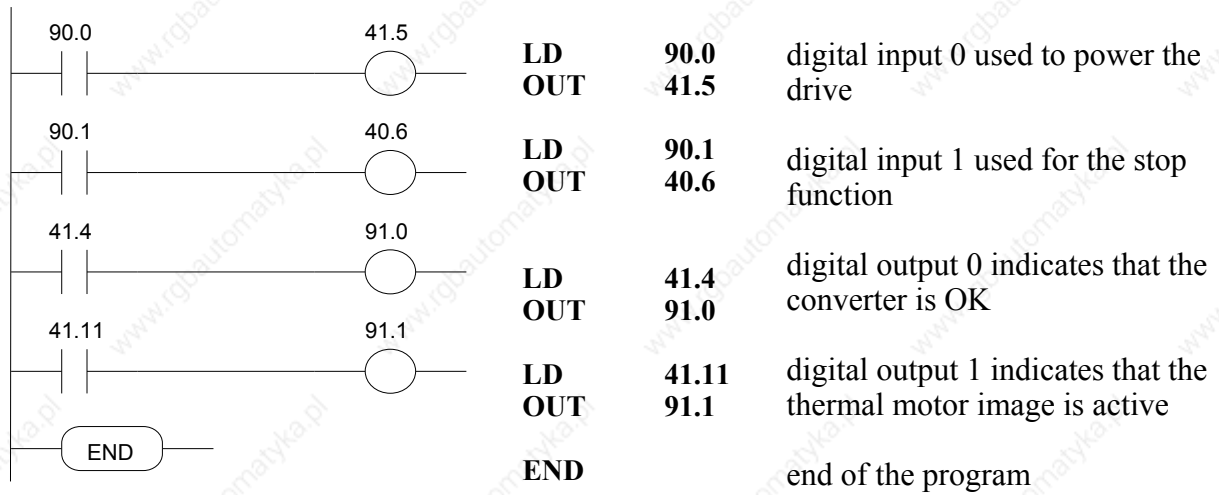 90.0 41.5
LD 90.0 digital input 0 used to power the
OUT 41.5 drive
90.1 40.6
LD 90.1 digital input 1 used for the stop
OUT 40.6 function
41.4 91.0
LD 41.4 digital output 0 indicates that the
OUT 91.0 converter is OK
41.11 91.1
LD 41.11 digital output 1 indicates that the
OUT 91.1 thermal motor image is active
END
END end of the program
www.rgbautomatyka.pl